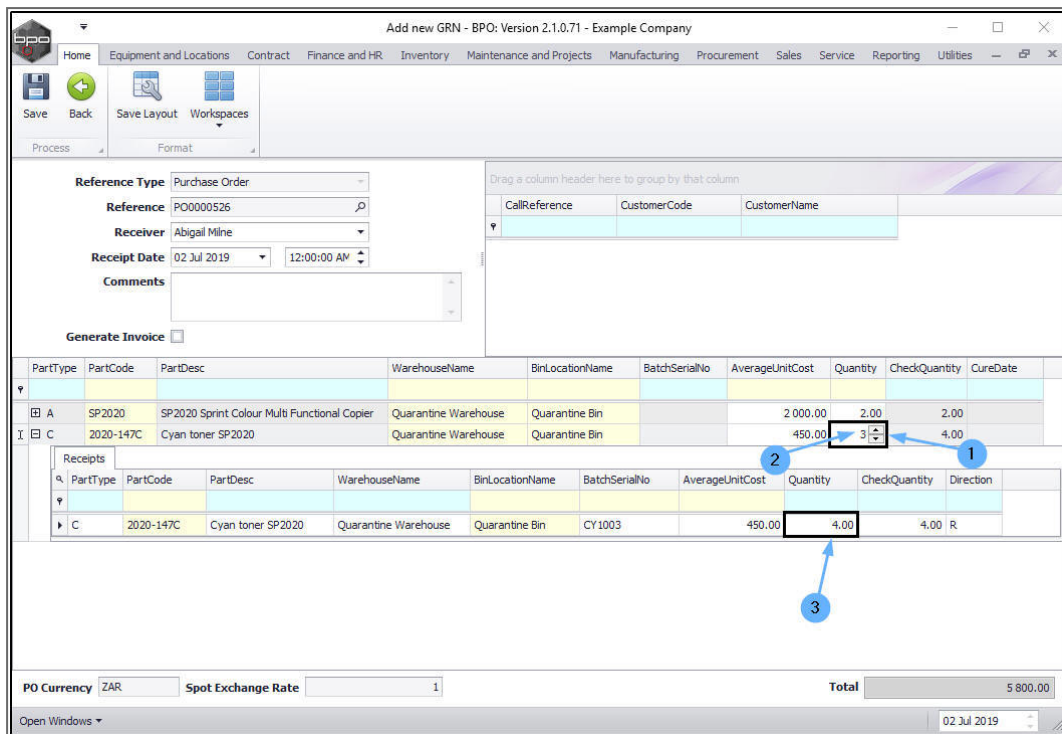 Add new GRN - BPO: Version 2.1.0.71 - Example Company
bpo
Home Equipment and Locations Contract Finance and HR Inventory Maintenance and Projects Manufacturing Procurement Sales Service Reporting Utilities
Save Back Save Layout Workspaces
Process Format
Reference Type Purchase Order
Reference PO0000526
Receiver Abigail Milne
Receipt Date 02 Jul 2019 12:00:00 AM
Comments
Generate Invoice
Drag a column header here to group by that column
CallReference CustomerCode CustomerName
PartType PartCode PartDesc WarehouseName BinLocationName BatchSerialNo AverageUnitCost Quantity CheckQuantity CureDate
A SP2020 SP2020 Sprint Colour Multi Functional Copier Quarantine Warehouse Quarantine Bin 2 000.00 2.00 2.00
C 2020-147C Cyan toner SP2020 Quarantine Warehouse Quarantine Bin 450.00 3 4.00
2 1
Receipts
PartType PartCode PartDesc WarehouseName BinLocationName BatchSerialNo AverageUnitCost Quantity CheckQuantity Direction
C 2020-147C Cyan toner SP2020 Quarantine Warehouse Quarantine Bin CY1003 450.00 4.00 4.00 R
3
PO Currency ZAR Spot Exchange Rate 1 Total 5 800.00
Open Windows 02 Jul 2019